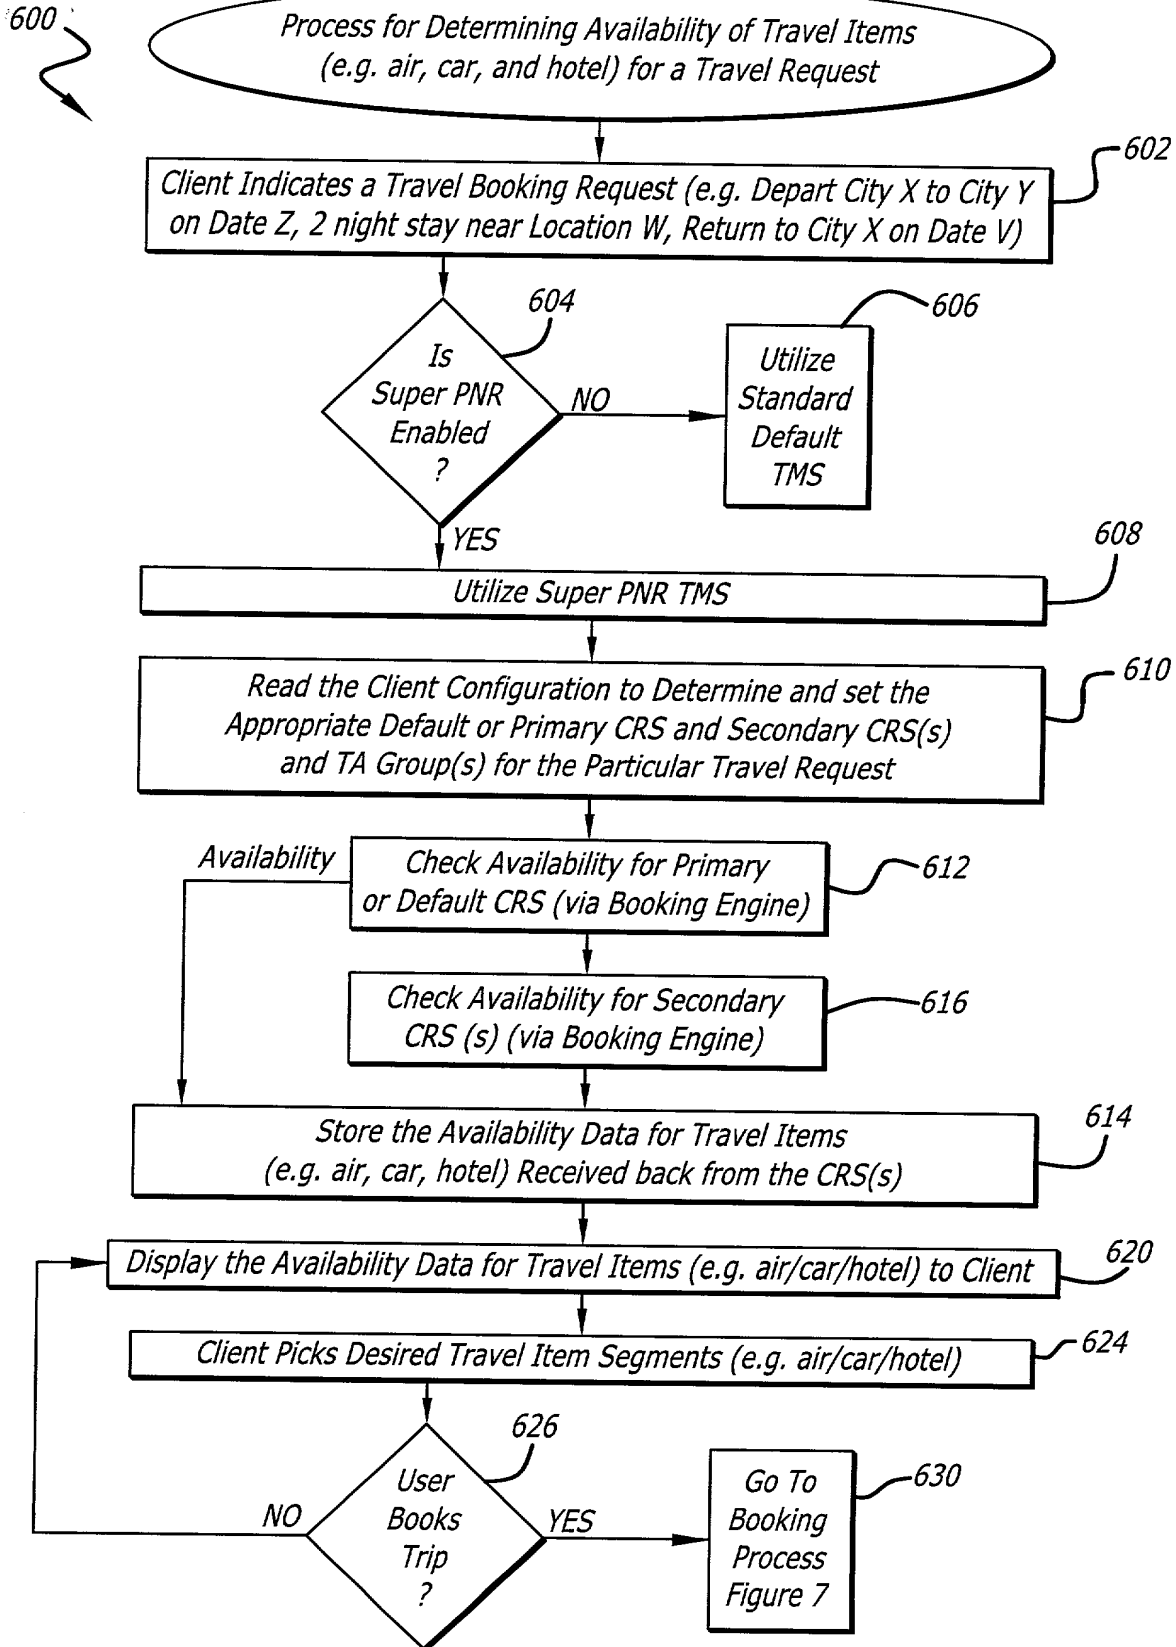 600
Process for Determining Availability of Travel Items
(e.g. air, car, and hotel) for a Travel Request
602
Client Indicates a Travel Booking Request (e.g. Depart City X to City Y
on Date Z, 2 night stay near Location W, Return to City X on Date V)
604
Is
Super PNR
Enabled
?
NO
606
Utilize
Standard
Default
TMS
YES
608
Utilize Super PNR TMS
610
Read the Client Configuration to Determine and set the
Appropriate Default or Primary CRS and Secondary CRS(s)
and TA Group(s) for the Particular Travel Request
Availability
Check Availability for Primary
or Default CRS (via Booking Engine)
612
Check Availability for Secondary
CRS (s) (via Booking Engine)
616
614
Store the Availability Data for Travel Items
(e.g. air, car, hotel) Received back from the CRS(s)
Display the Availability Data for Travel Items (e.g. air/car/hotel) to Client
620
Client Picks Desired Travel Item Segments (e.g. air/car/hotel)
624
626
User
Books
Trip
?
NO
YES
Go To
Booking
Process
Figure 7
630